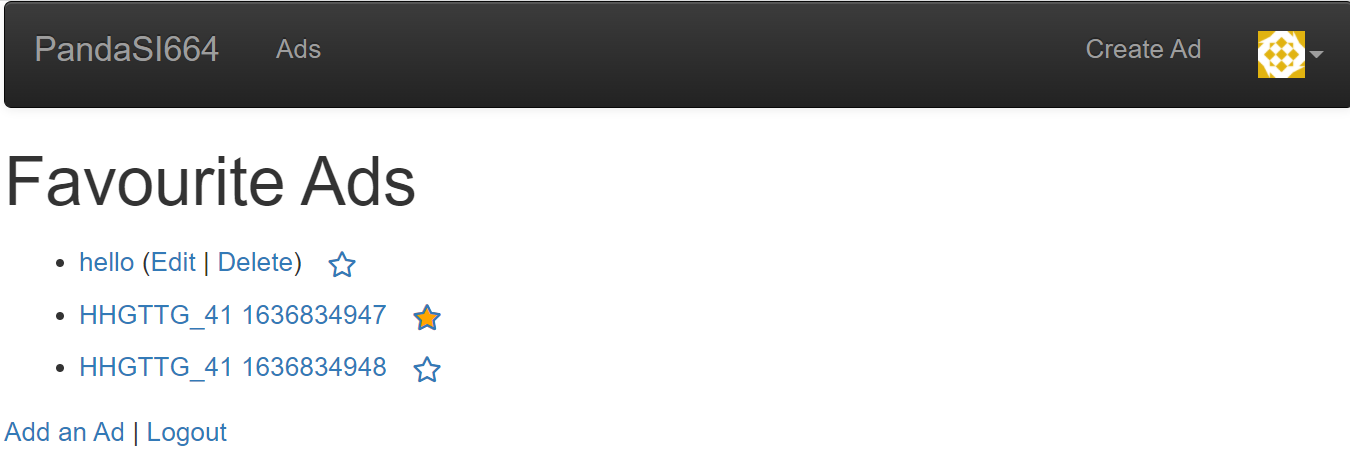 PandaSI664 Ads Create Ad
Favourite Ads
hello (Edit | Delete)
HHGTTG_41 1636834947
HHGTTG_41 1636834948
Add an Ad | Logout